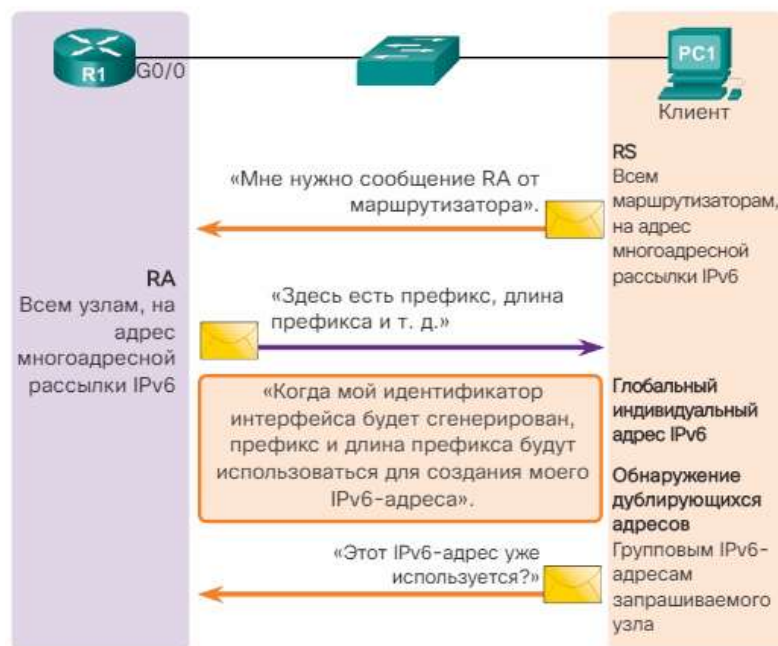 R1
G0/0
PC1
Клиент
«Мне нужно сообщение RA от
маршрутизатора».
RS
Всем
маршрутизаторам,
на адрес
многоадресной
рассылки IPv6
RA
Всем узлам, на
адрес
многоадресной
рассылки IPv6
«Здесь есть префикс, длина
префикса и т. д.»
«Когда мой идентификатор
интерфейса будет сгенерирован,
префикс и длина префикса будут
использоваться для создания моего
IPv6-адреса».
Глобальный
индивидуальный
адрес IPv6
Обнаружение
дублирующихся
адресов
Групповым IPv6-
адресам
запрашиваемого
узла
«Этот IPv6-адрес уже
используется?»